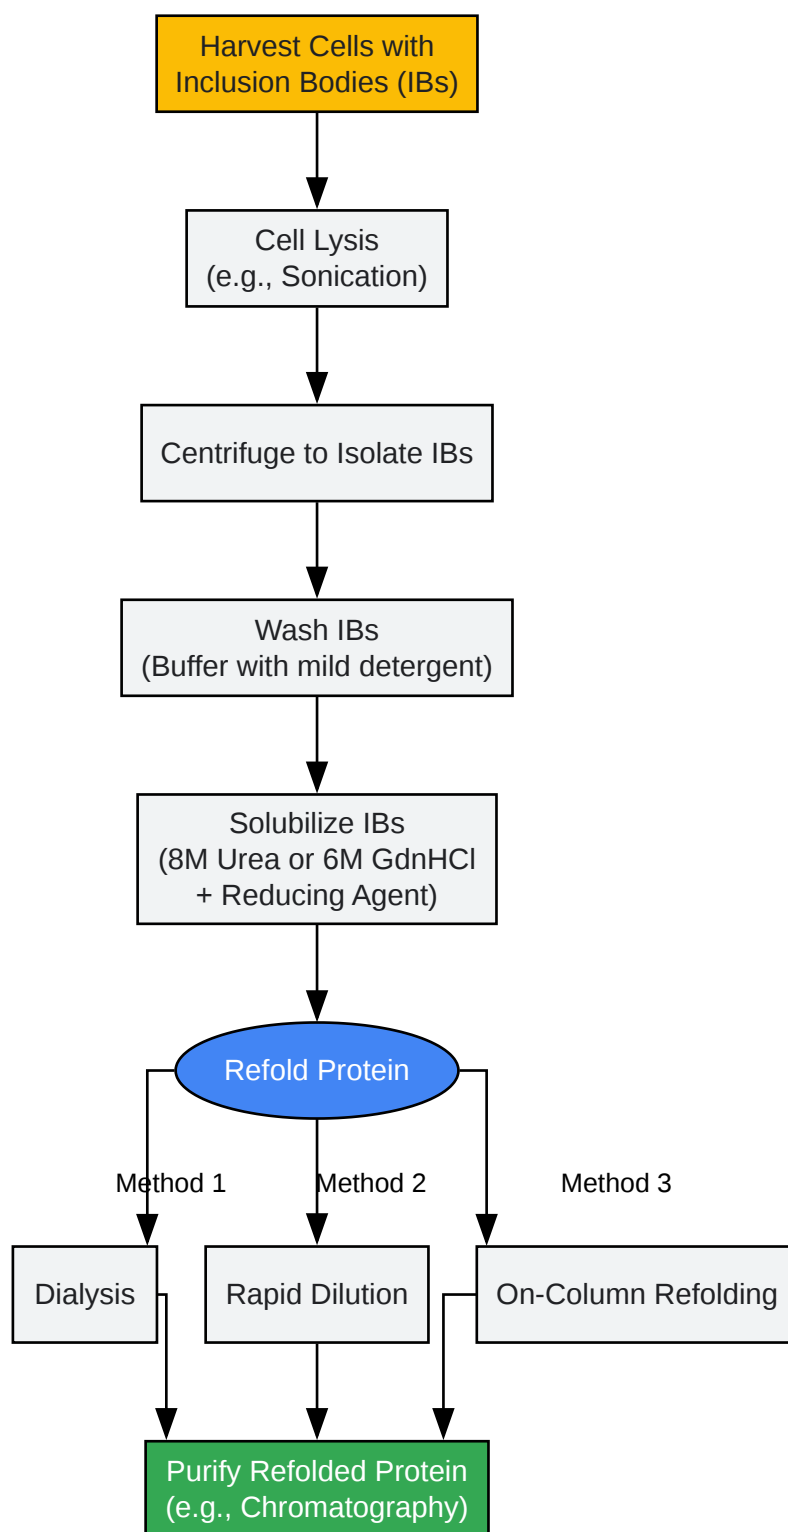 Harvest Cells with
Inclusion Bodies (IBs)
Cell Lysis
(e.g., Sonication)
Centrifuge to Isolate IBs
Wash IBs
(Buffer with mild detergent)
Solubilize IBs
(8M Urea or 6M GdnHCl
+ Reducing Agent)
Refold Protein
Method 1
Method 2
Method 3
Dialysis
Rapid Dilution
On-Column Refolding
Purify Refolded Protein
(e.g., Chromatography)